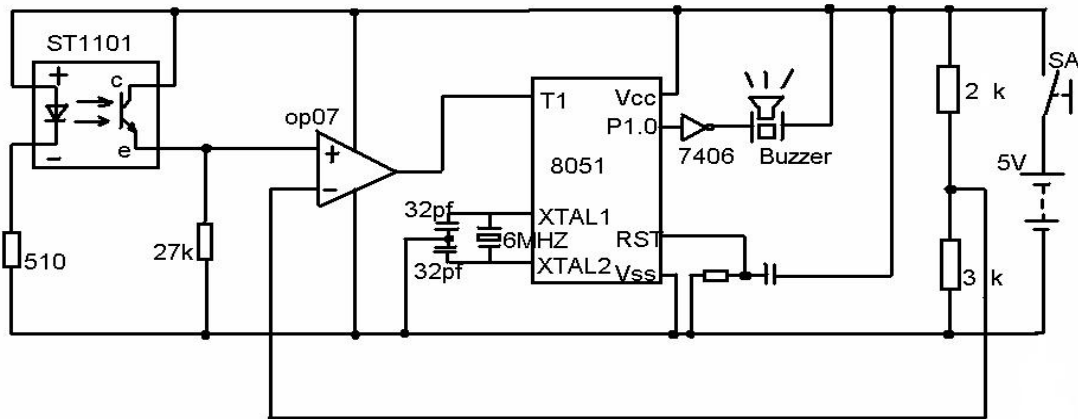 ST1101
+
c
e
-
510
27k
op07
+
-
T1
Vcc
P1.0
8051
XTAL1
RST
XTAL2
Vss
32pf
6MHZ
32pf
7406
Buzzer
2 k
3 k
SA
5V